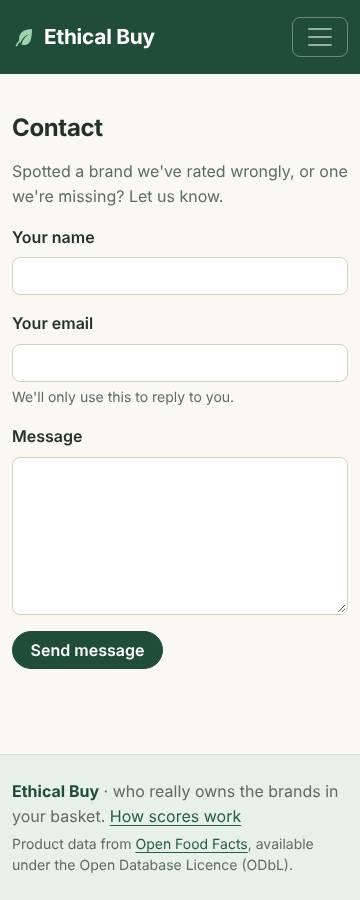 Ethical Buy
Contact
Spotted a brand we've rated wrongly, or one
we're missing? Let us know.
Your name
Your email
We'll only use this to reply to you.
Message
Send message
Ethical Buy · who really owns the brands in
your basket. How scores work
Product data from Open Food Facts, available
under the Open Database Licence (ODbL).